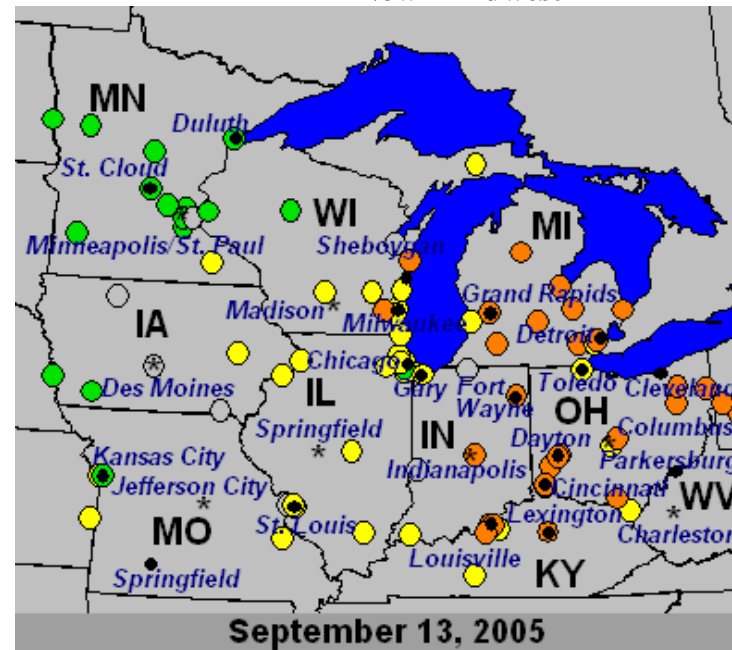 MN
Duluth
St. Cloud
WI
MI
Minneapolis/St. Paul
Sheboygan
Grand Rapids
Madison
Milwaukee
IA
Detroit
Chicago
Des Moines
Gary
Fort
Wayne
Toledo
Cleveland
IL
OH
Springfield
IN
Dayton
Columbus
Kansas City
Indianapolis
Parkersburg
Jefferson City
Cincinnati
WV
St. Louis
Lexington
MO
Charleston
Louisville
Springfield
KY
September 13, 2005